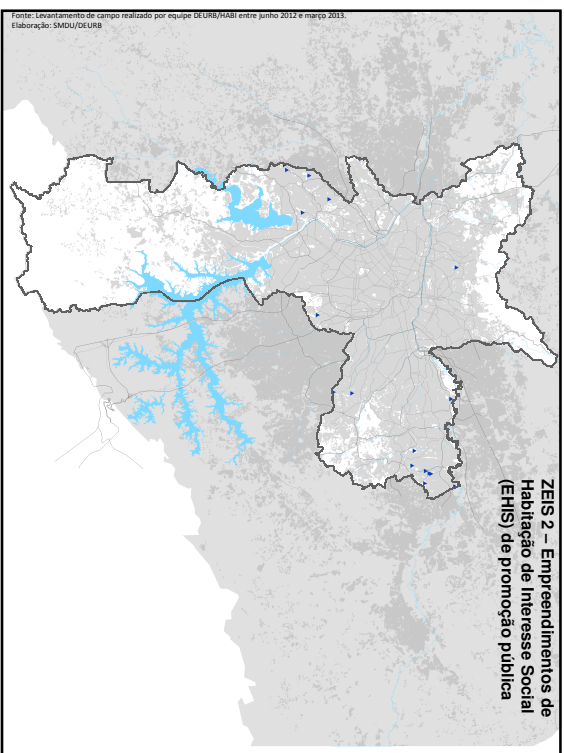 Fonte: Levantamento de campo realizado por equipe DEURB/HABI entre junho 2012 e março 2013.
Elaboração: SMDU/DEURB
ZEIS 2 – Empreendimentos de
Habitação de Interesse Social
(EHIS) de promoção pública